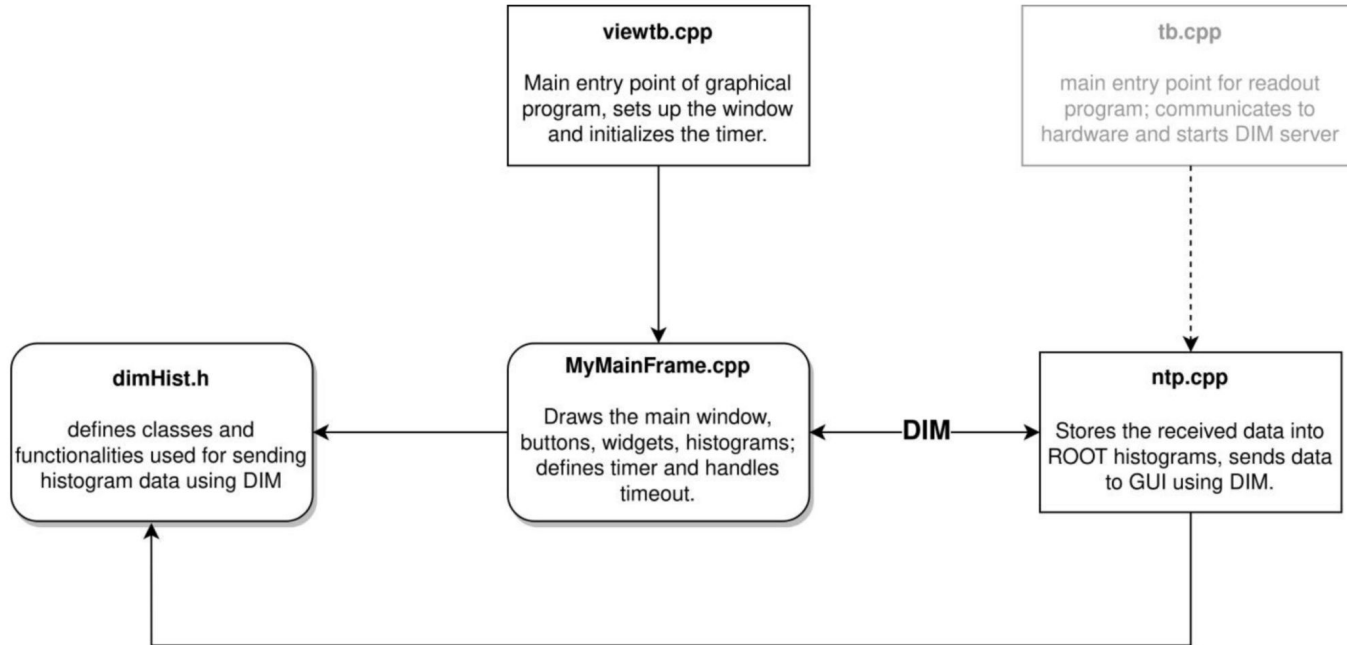 viewtb.cpp
Main entry point of graphical
program, sets up the window
and initializes the timer.
tb.cpp
main entry point for readout
program; communicates to
hardware and starts DIM server
dimHist.h
defines classes and
functionalities used for sending
histogram data using DIM
MyMainFrame.cpp
Draws the main window,
buttons, widgets, histograms;
defines timer and handles
timeout.
DIM
ntp.cpp
Stores the received data into
ROOT histograms, sends data
to GUI using DIM.